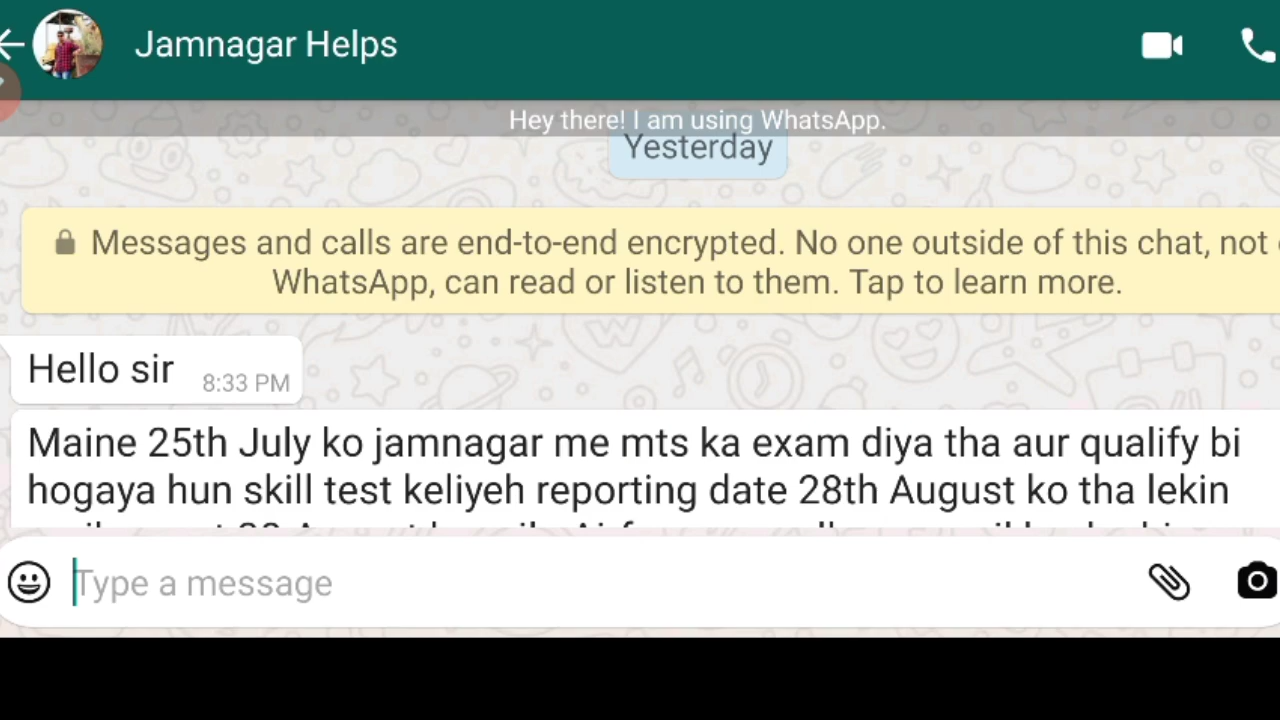 Jamnagar Helps
Hey there! I am using WhatsApp.
Yesterday
Messages and calls are end-to-end encrypted. No one outside of this chat, not
WhatsApp, can read or listen to them. Tap to learn more.
Hello sir 8:33 PM
Maine 25th July ko jamnagar me mts ka exam diya tha aur qualify bi
hogaya hun skill test keliyeh reporting date 28th August ko tha lekin
Type a message